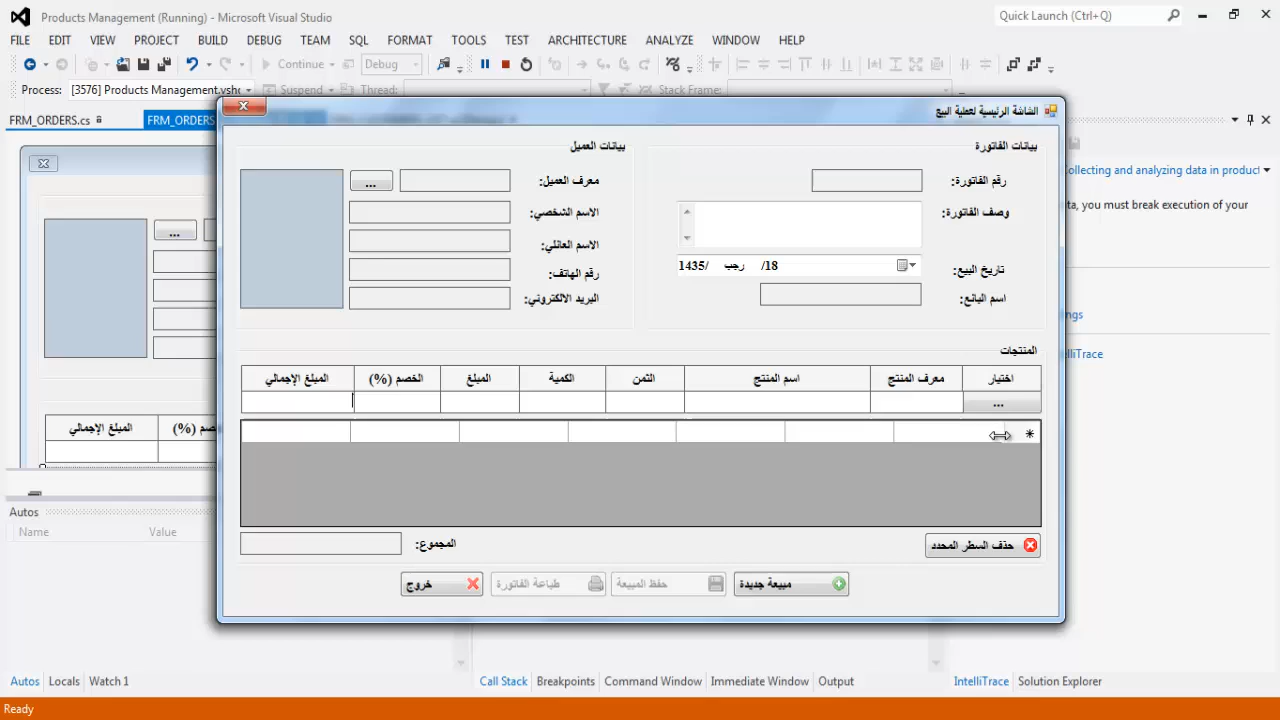 Products Management (Running) - Microsoft Visual Studio
Quick Launch (Ctrl+Q)
FILE EDIT VIEW PROJECT BUILD DEBUG TEAM SQL FORMAT TOOLS TEST ARCHITECTURE ANALYZE WINDOW HELP
Continue Debug
Process: [3576] Products Management.vsho Suspend Thread: Stack Frame:
FRM_ORDERS.cs FRM_ORDERS
الشاشة الرئيسية لعملية البيع
بيانات الفاتورة
رقم الفاتورة:
وصف الفاتورة:
تاريخ البيع:
18/ رجب /1435
اسم البائع:
بيانات العميل
معرف العميل:
...
الاسم الشخصي:
الاسم العائلي:
رقم الهاتف:
البريد الالكتروني:
المنتجات
اختيار معرف المنتج اسم المنتج الثمن الكمية المبلغ الخصم (%) المبلغ الإجمالي
...
*
حذف السطر المحدد
المجموع:
مبيعة جديدة حفظ المبيعة طباعة الفاتورة خروج
...
المبلغ الإجمالي
Collecting and analyzing data in product
ta, you must break execution of your
ngs
lliTrace
Autos
Name Value
Autos Locals Watch 1
Call Stack Breakpoints Command Window Immediate Window Output
IntelliTrace Solution Explorer
Ready